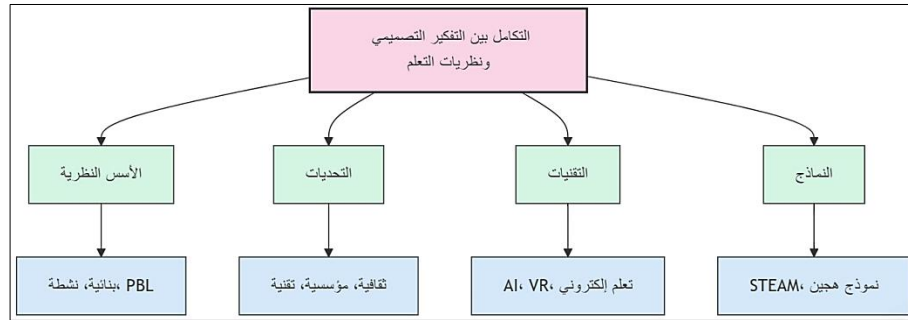 التكامل بين التفكير التصميمي
ونظريات التعلم
الأسس النظرية
التحديات
التقنيات
النماذج
PBL ،بنائية، نشطة
ثقافية، مؤسسية، تقنية
AI، VR، تعلم إلكتروني
STEAM، نموذج هجين